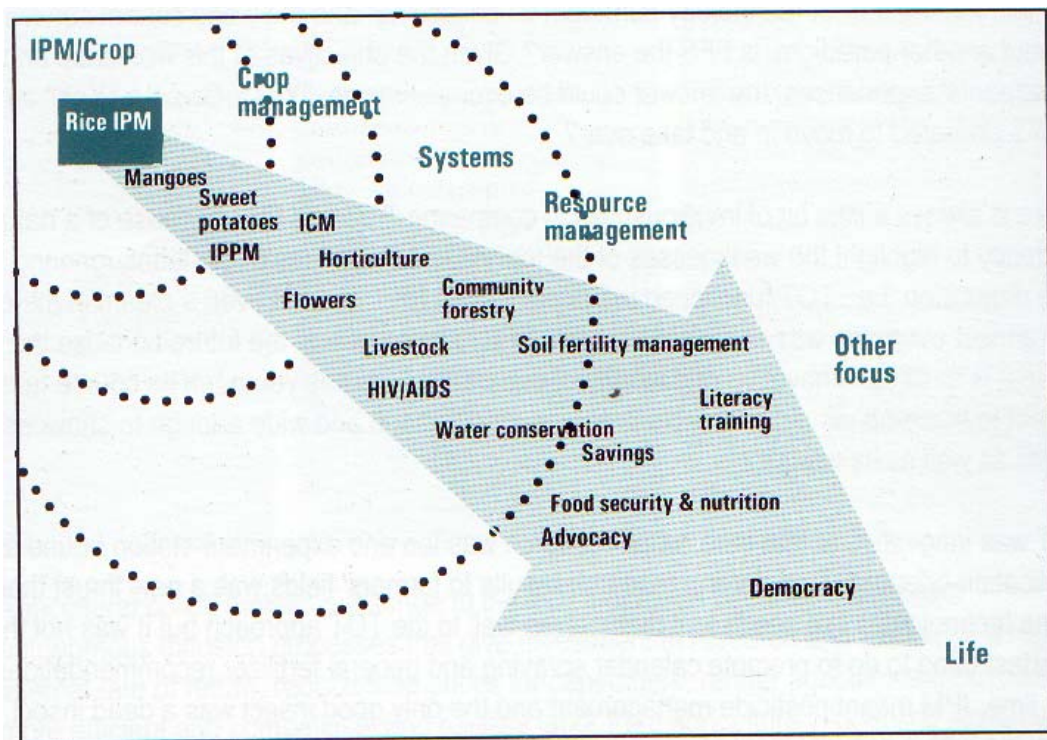 IPM/Crop
Crop
management
Rice IPM
Systems
Mangoes
Sweet
potatoes
ICM
Resource
management
IPPM
Horticulture
Flowers
Community
forestry
Livestock
Soil fertility management
Other
focus
HIV/AIDS
Literacy
training
Water conservation
Savings
Food security & nutrition
Advocacy
Democracy
Life